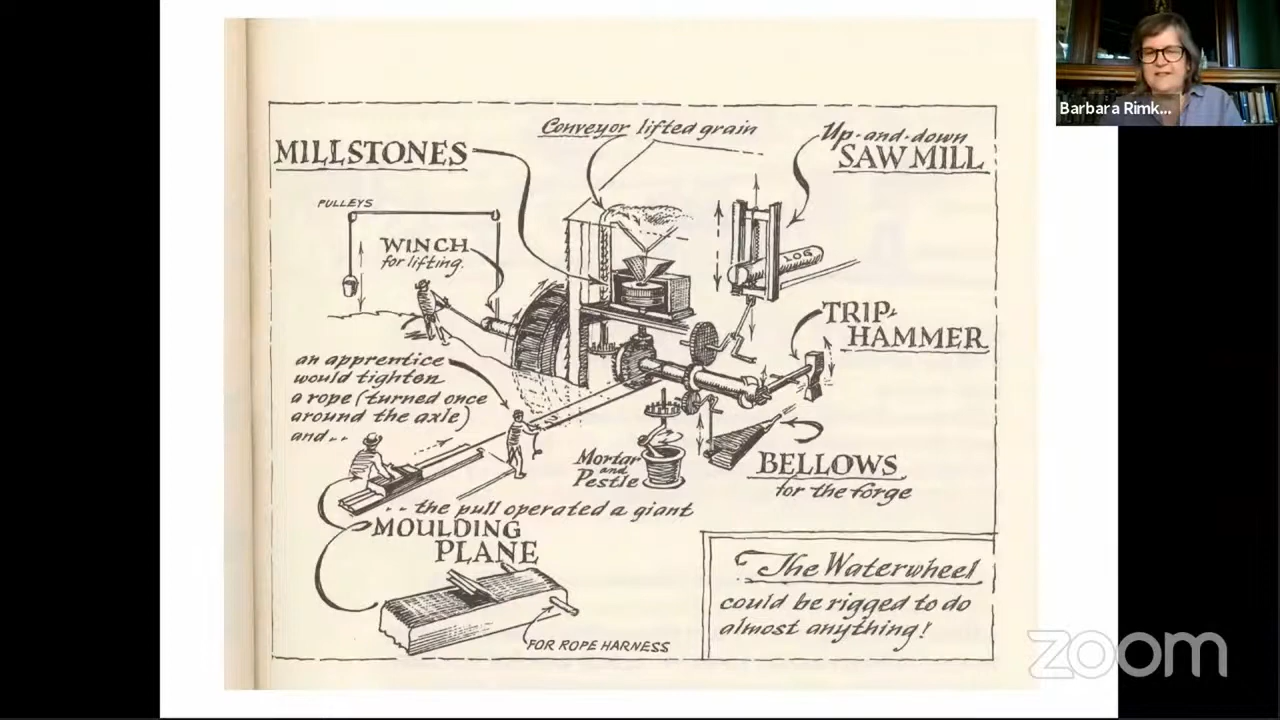 Conveyor lifted grain
Up-and-down
SAW MILL
MILLSTONES
PULLEYS
WINCH
for lifting.
LOG
TRIP-
HAMMER
an apprentice
would tighten
a rope (turned once
around the axle)
and..
Mortar
and
Pestle
BELLOWS
for the forge
.. the pull operated a giant
MOULDING
PLANE
FOR ROPE HARNESS
The Waterwheel
could be rigged to do
almost anything!
Barbara Rimk...
zoom